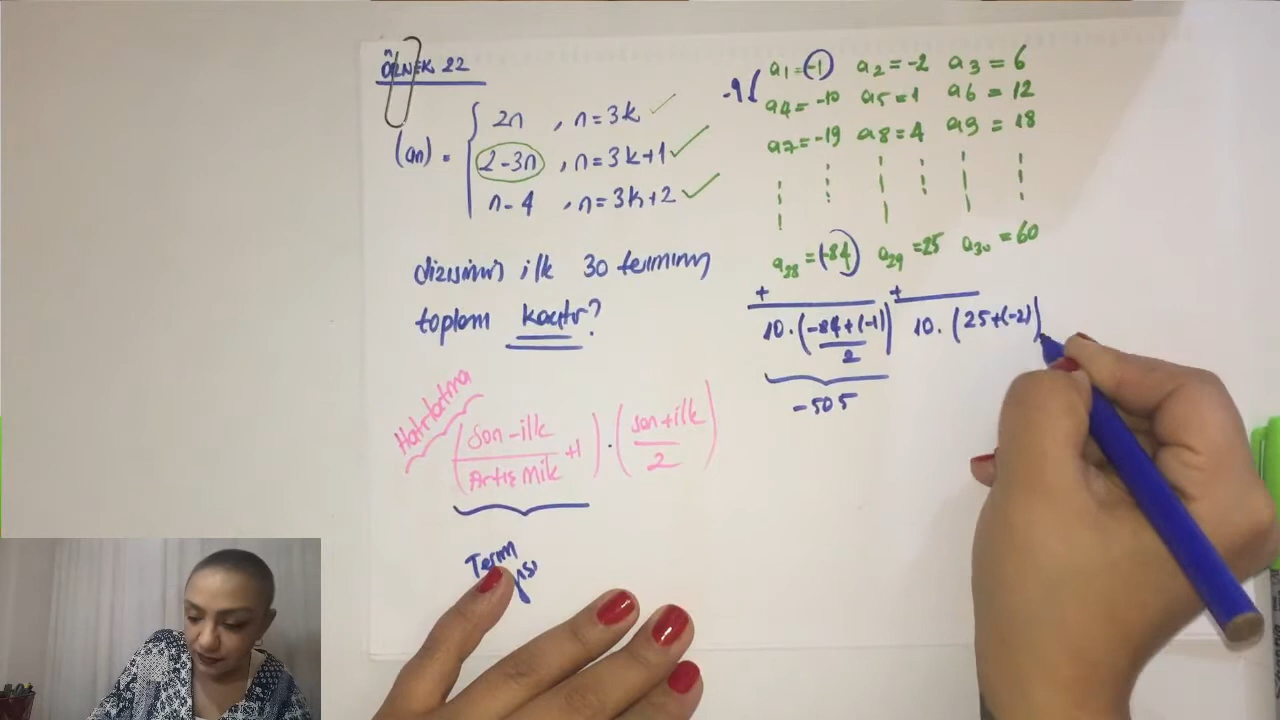 ÖRNEK 22
(an) = { 2n , n=3k ✓
2-3n , n=3k+1 ✓
n-4 , n=3k+2 ✓
dizisinin ilk 30 teriminin
toplamı kaçtır?
Hatırlatma
(Son-ilk / Artış Mik +1) . (son+ilk / 2)
Terim
-9
a1=-1 a2=-2 a3=6
a4=-10 a5=1 a6=12
a7=-19 a8=4 a9=18
a28=-84 a29=25 a30=60
+ +
10.(-84+(-1) / 2) 10.(25+(-2)
-505